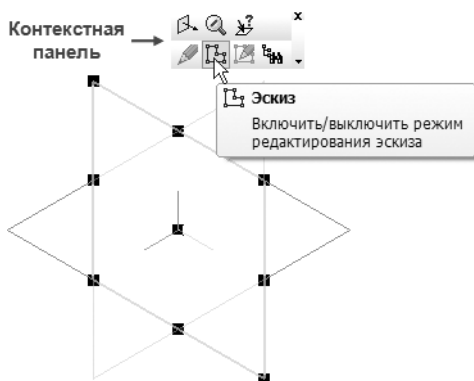 Контекстная
панель
x
Эскиз
Включить/выключить режим
редактирования эскиза